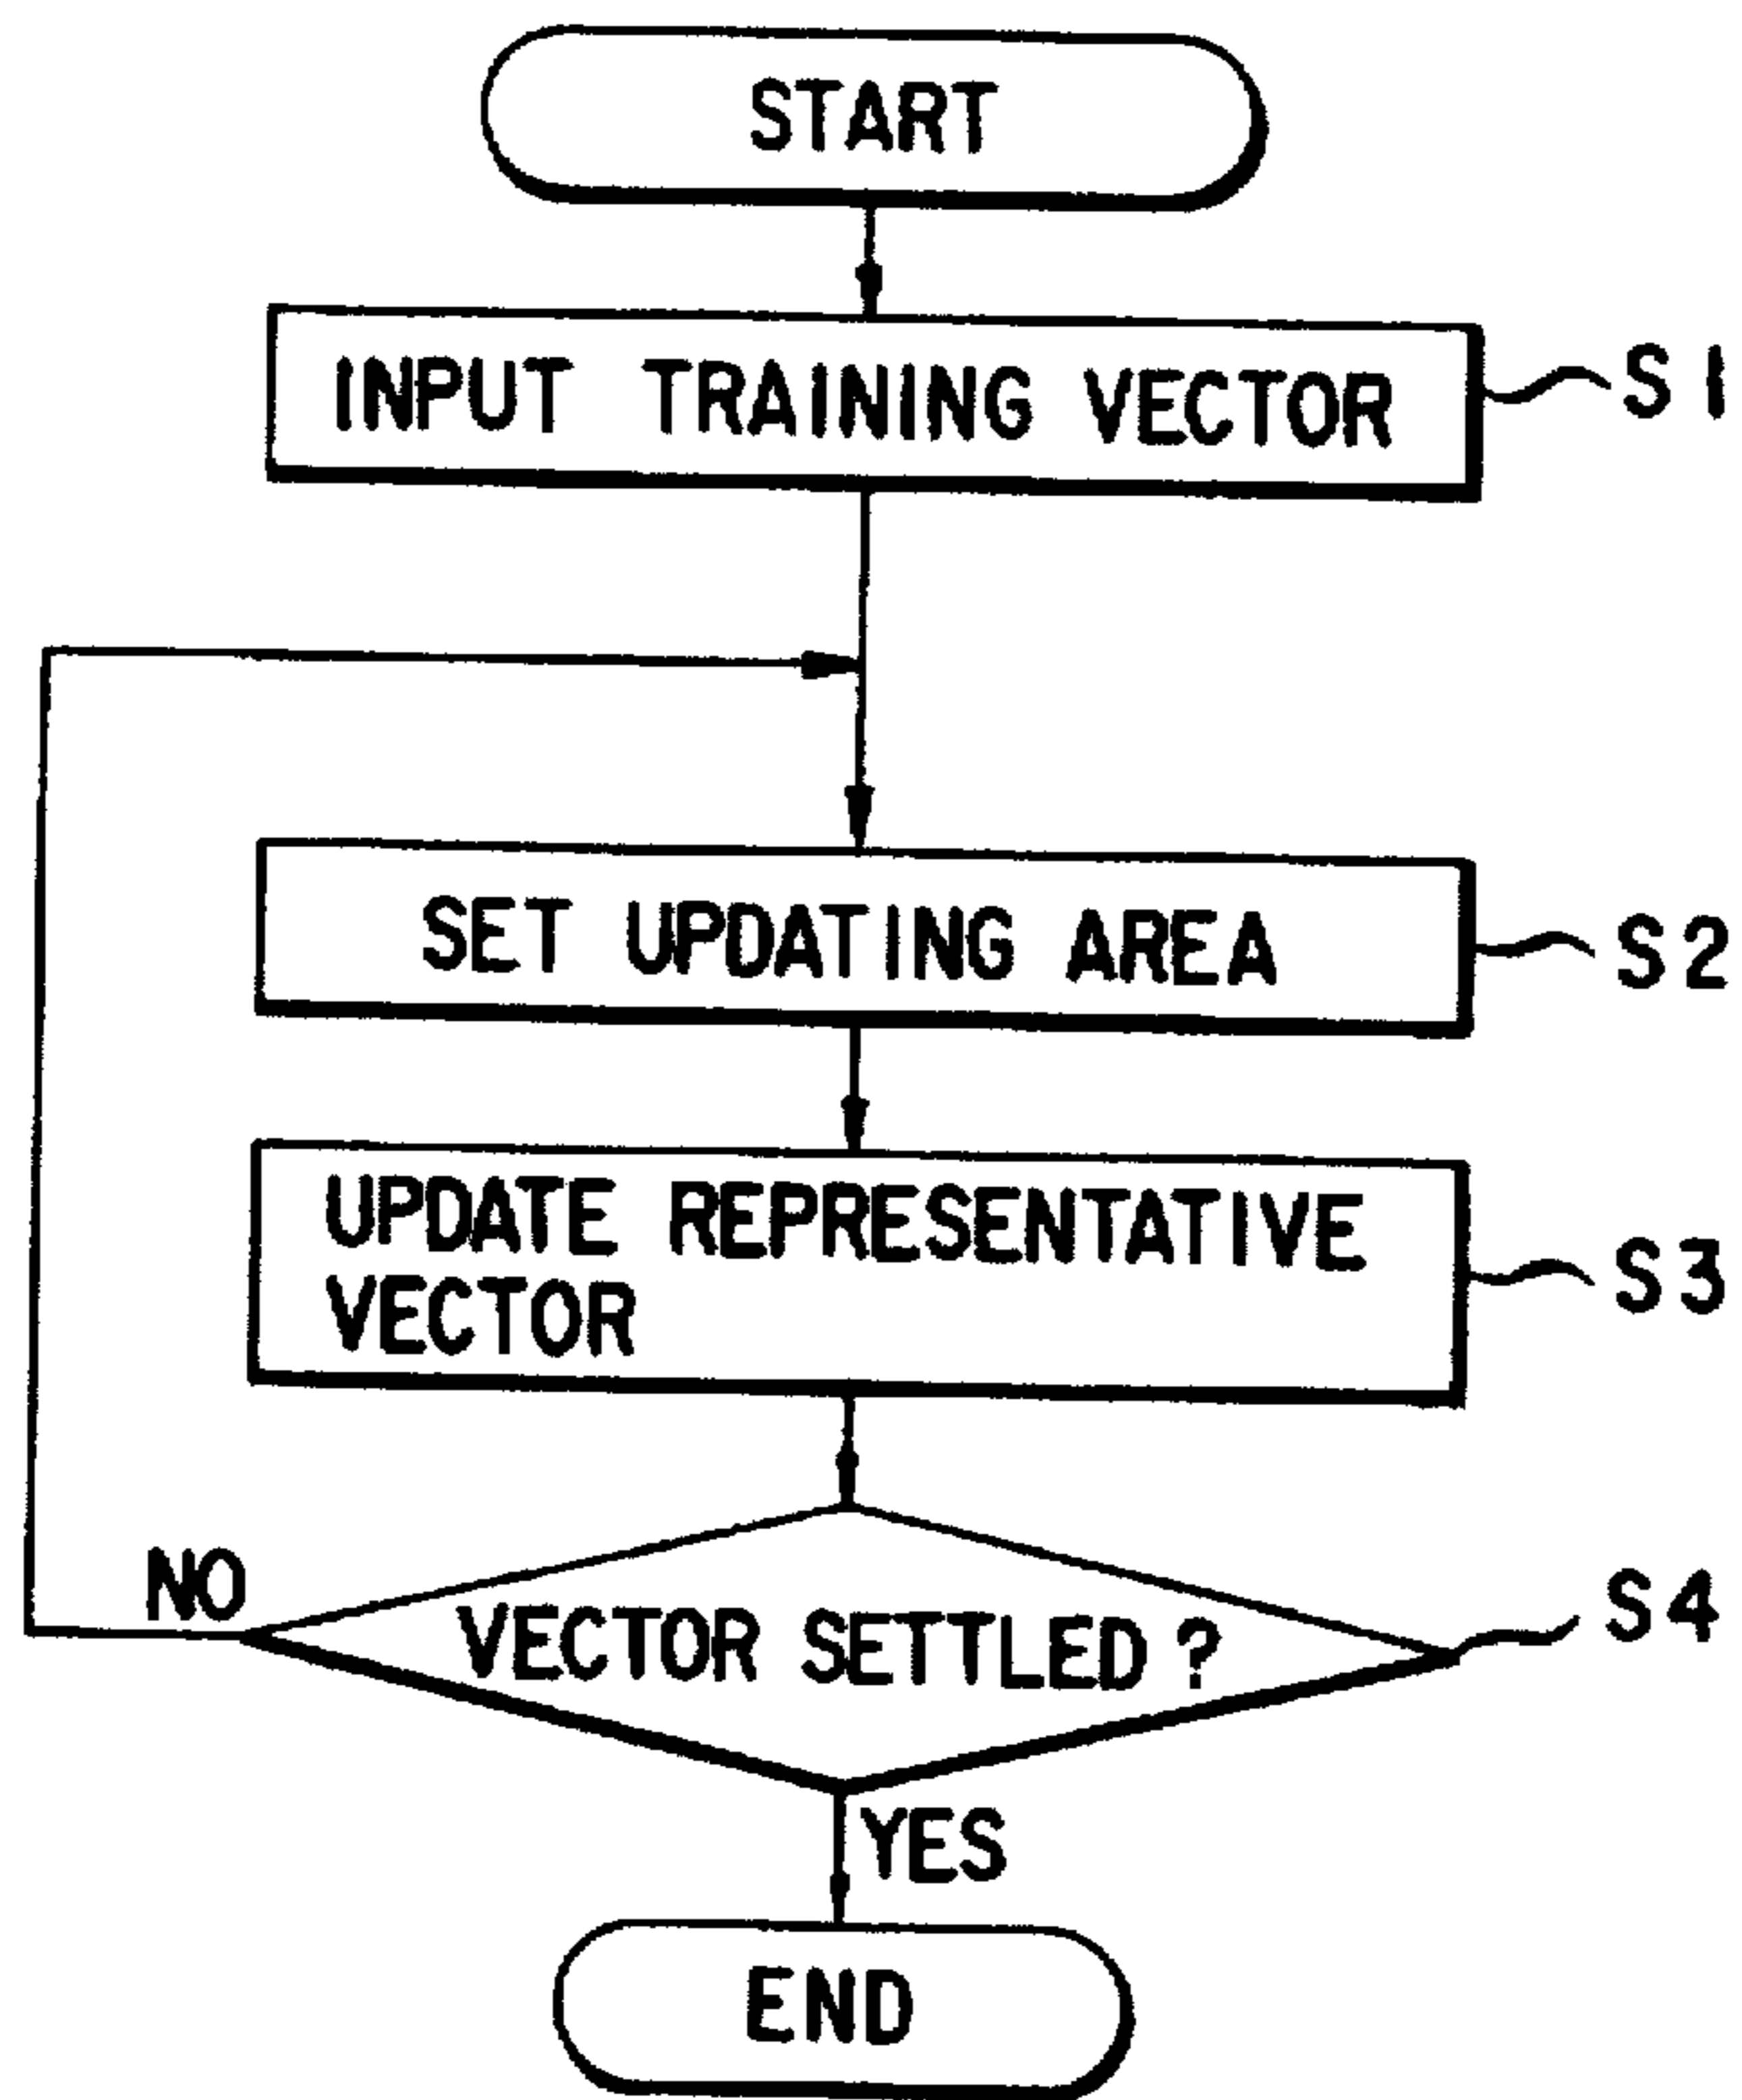 START
INPUT TRAINING VECTOR
S1
SET UPDATING AREA
S2
UPDATE REPRESENTATIVE
VECTOR
S3
NO
VECTOR SETTLED ?
S4
YES
END